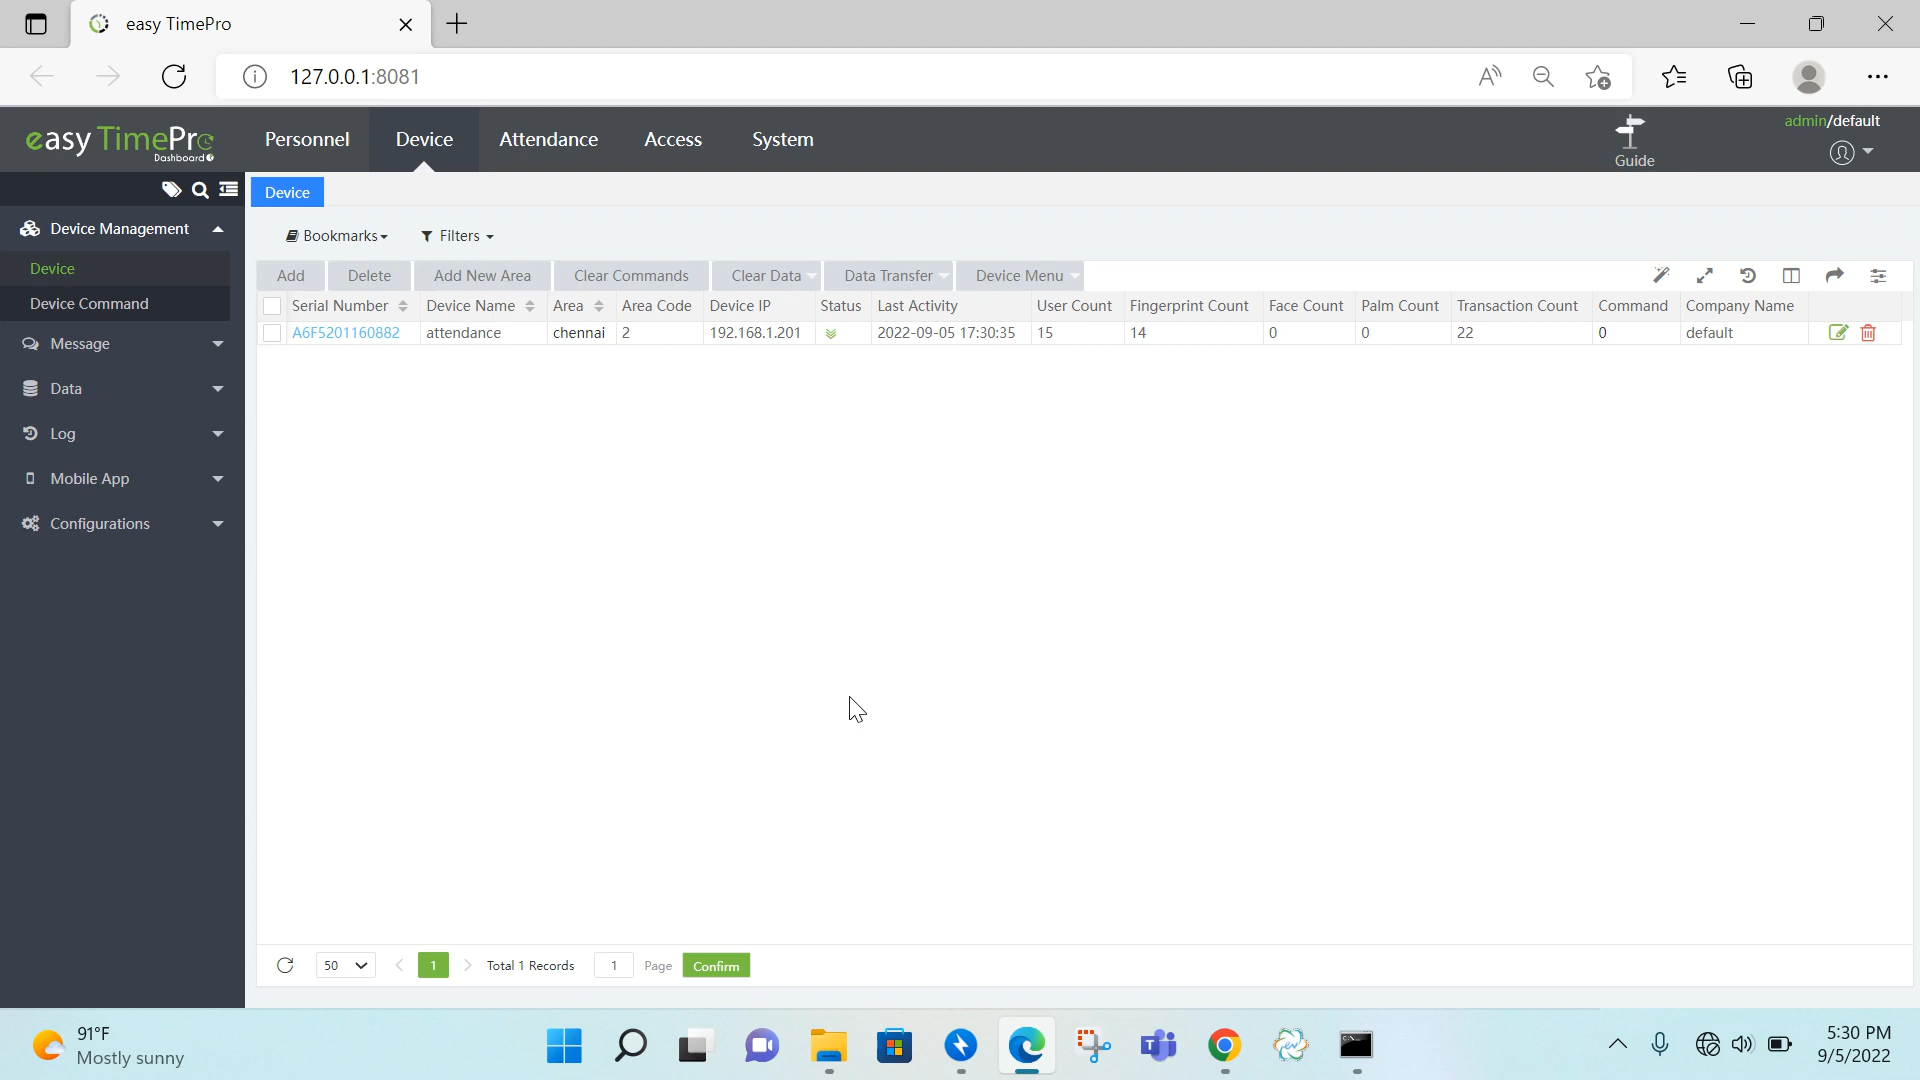 easy TimePro
127.0.0.1:8081
easy TimePro
Dashboard
Personnel
Device
Attendance
Access
System
Guide
admin/default
Device Management
Device
Device Command
Message
Data
Log
Mobile App
Configurations
Device
Bookmarks
Filters
Add
Delete
Add New Area
Clear Commands
Clear Data
Data Transfer
Device Menu
Serial Number Device Name Area Area Code Device IP Status Last Activity User Count Fingerprint Count Face Count Palm Count Transaction Count Command Company Name
A6F5201160882 attendance chennai 2 192.168.1.201 2022-09-05 17:30:35 15 14 0 0 22 0 default
50 1 Total 1 Records 1 Page Confirm
91°F
Mostly sunny
5:30 PM
9/5/2022